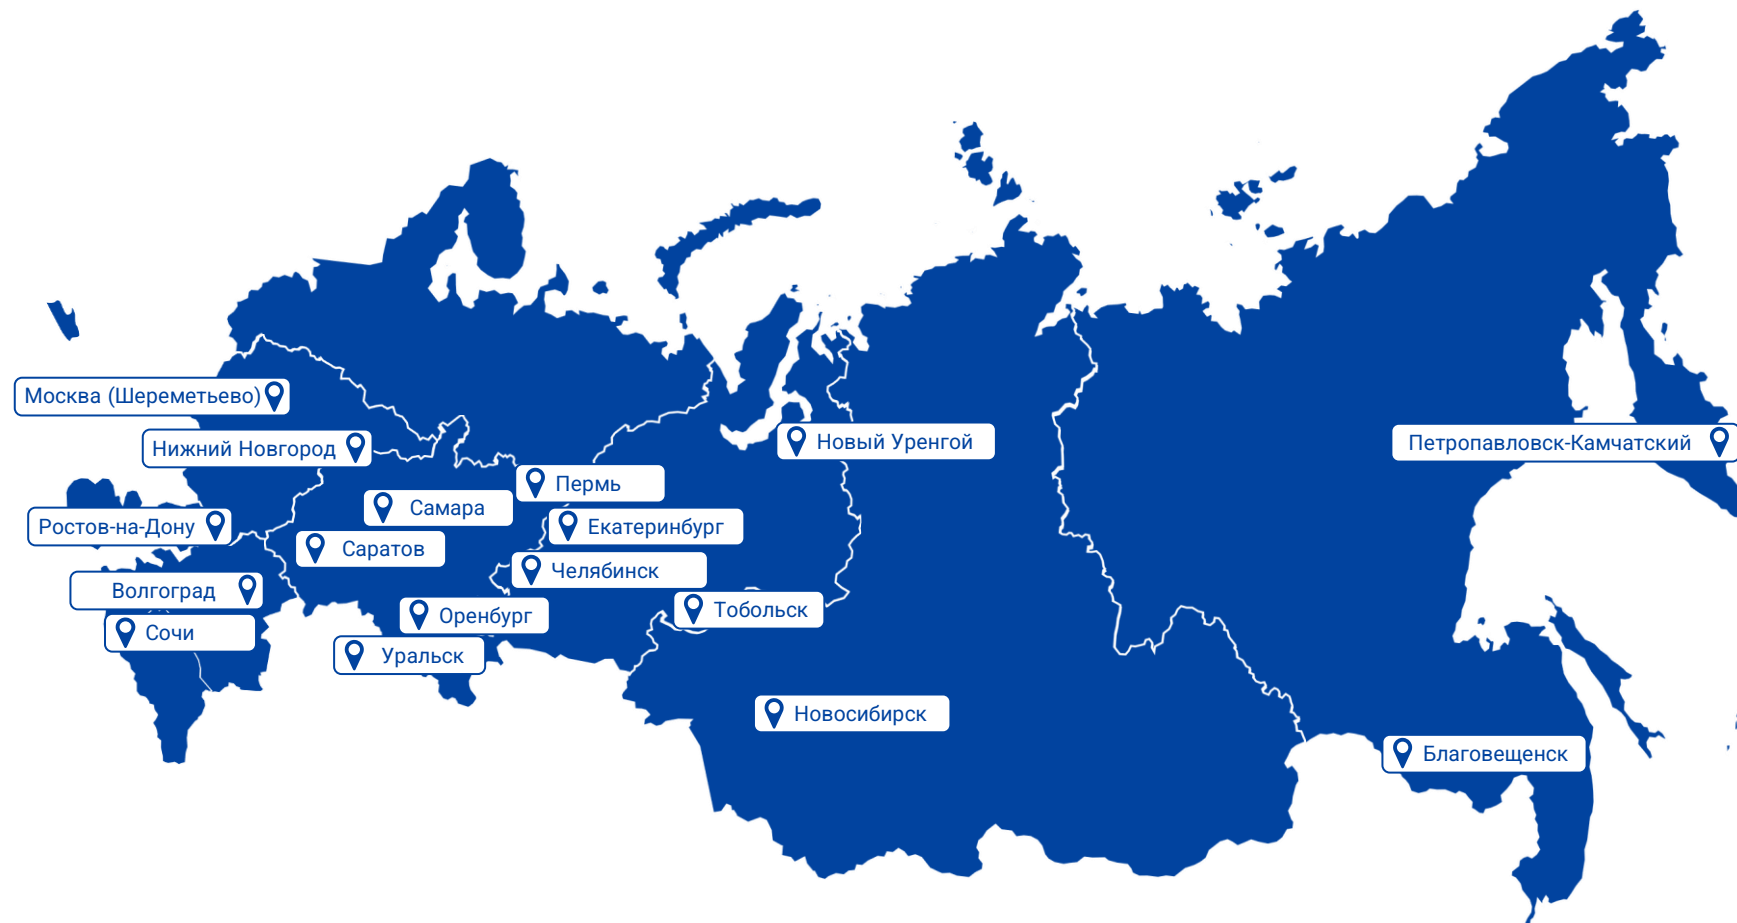 Москва (Шереметьево)
Нижний Новгород
Новый Уренгой
Петропавловск-Камчатский
Пермь
Самара
Ростов-на-Дону
Екатеринбург
Саратов
Челябинск
Волгоград
Тобольск
Оренбург
Сочи
Уральск
Новосибирск
Благовещенск